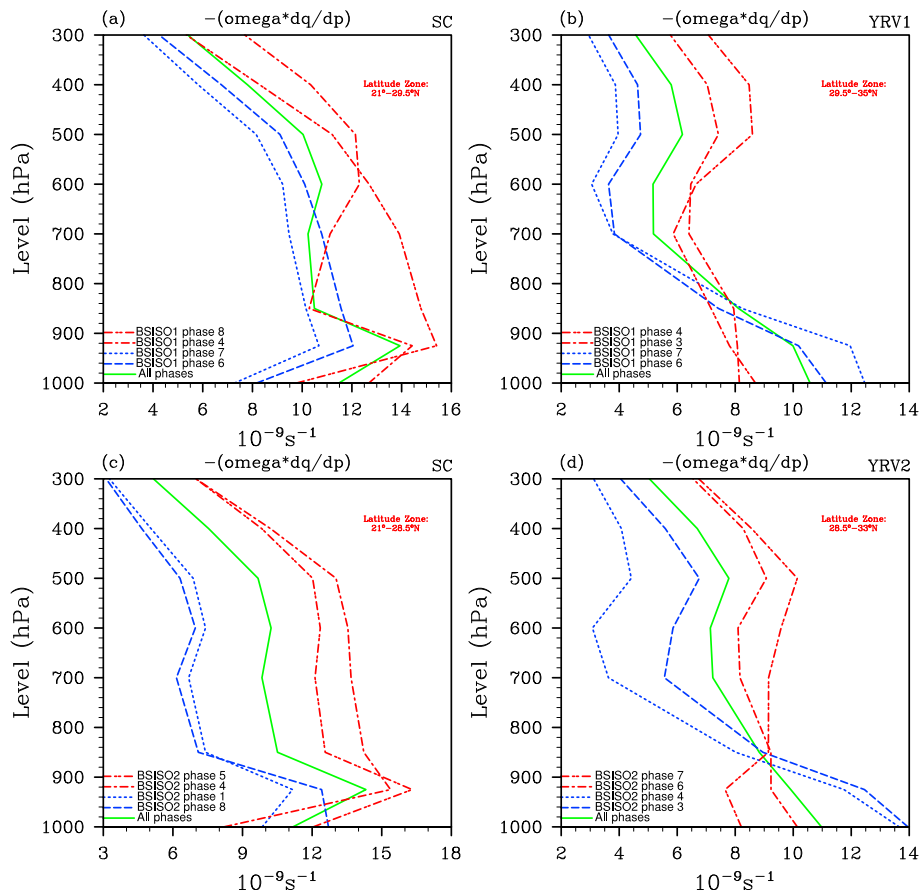 (a) −(omega*dq/dp) SC
300
400
500
600
700
800
900
1000
Level (hPa)
Latitude Zone:
21°−29.5°N
BSISO1 phase 8
BSISO1 phase 4
BSISO1 phase 7
BSISO1 phase 6
All phases
2 4 6 8 10 12 14 16
10⁻⁹s⁻¹
(b) −(omega*dq/dp) YRV1
300
400
500
600
700
800
900
1000
Level (hPa)
Latitude Zone:
29.5°−35°N
BSISO1 phase 4
BSISO1 phase 3
BSISO1 phase 7
BSISO1 phase 6
All phases
2 4 6 8 10 12 14
10⁻⁹s⁻¹
(c) −(omega*dq/dp) SC
300
400
500
600
700
800
900
1000
Level (hPa)
Latitude Zone:
21°−28.5°N
BSISO2 phase 5
BSISO2 phase 4
BSISO2 phase 1
BSISO2 phase 8
All phases
3 6 9 12 15 18
10⁻⁹s⁻¹
(d) −(omega*dq/dp) YRV2
300
400
500
600
700
800
900
1000
Level (hPa)
Latitude Zone:
28.5°−33°N
BSISO2 phase 7
BSISO2 phase 6
BSISO2 phase 4
BSISO2 phase 3
All phases
2 4 6 8 10 12 14
10⁻⁹s⁻¹